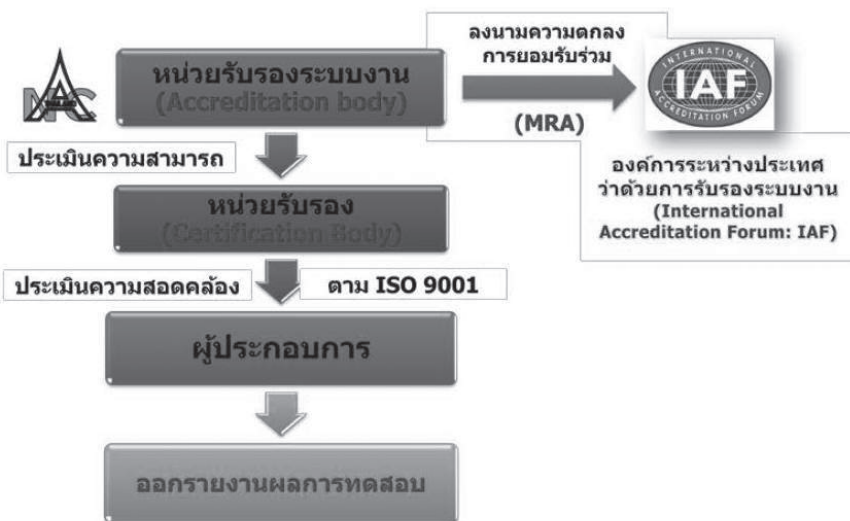 ลงนามความตกลง
การยอมรับร่วม
หน่วยรับรองระบบงาน
(Accreditation body)
(MRA)
INTERNATIONAL
IAF
ACCREDITATION FORUM
NAC
ประเมินความสามารถ
องค์การระหว่างประเทศ
ว่าด้วยการรับรองระบบงาน
(International
Accreditation Forum: IAF)
หน่วยรับรอง
(Certification Body)
ประเมินความสอดคล้อง
ตาม ISO 9001
ผู้ประกอบการ
ออกรายงานผลการทดสอบ